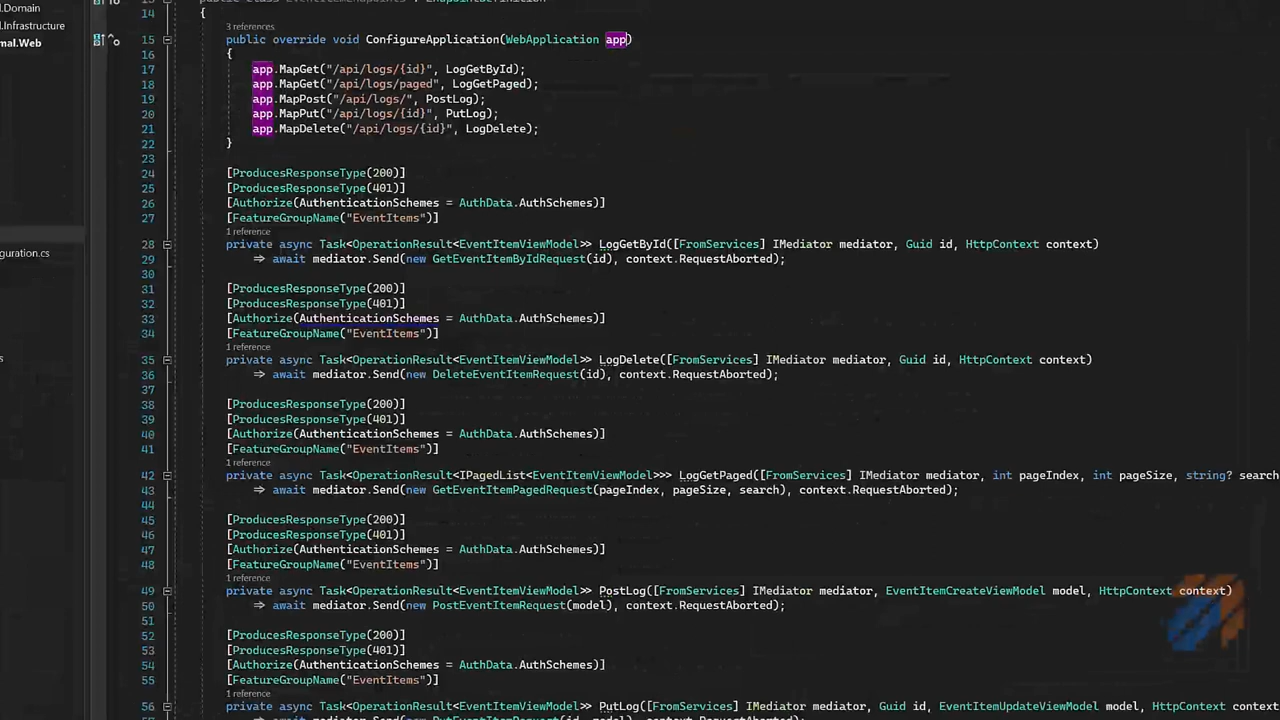 .Domain
.Infrastructure
mal.Web
guration.cs
s
14 {
3 references
15 public override void ConfigureApplication(WebApplication app)
16 {
17 app.MapGet("/api/logs/{id}", LogGetById);
18 app.MapGet("/api/logs/paged", LogGetPaged);
19 app.MapPost("/api/logs/", PostLog);
20 app.MapPut("/api/logs/{id}", PutLog);
21 app.MapDelete("/api/logs/{id}", LogDelete);
22 }
23
24 [ProducesResponseType(200)]
25 [ProducesResponseType(401)]
26 [Authorize(AuthenticationSchemes = AuthData.AuthSchemes)]
27 [FeatureGroupName("EventItems")]
1 reference
28 private async Task<OperationResult<EventItemViewModel>> LogGetById([FromServices] IMediator mediator, Guid id, HttpContext context)
29 => await mediator.Send(new GetEventItemByIdRequest(id), context.RequestAborted);
30
31 [ProducesResponseType(200)]
32 [ProducesResponseType(401)]
33 [Authorize(AuthenticationSchemes = AuthData.AuthSchemes)]
34 [FeatureGroupName("EventItems")]
1 reference
35 private async Task<OperationResult<EventItemViewModel>> LogDelete([FromServices] IMediator mediator, Guid id, HttpContext context)
36 => await mediator.Send(new DeleteEventItemRequest(id), context.RequestAborted);
37
38 [ProducesResponseType(200)]
39 [ProducesResponseType(401)]
40 [Authorize(AuthenticationSchemes = AuthData.AuthSchemes)]
41 [FeatureGroupName("EventItems")]
1 reference
42 private async Task<OperationResult<IPagedList<EventItemViewModel>>> LogGetPaged([FromServices] IMediator mediator, int pageIndex, int pageSize, string? search
43 => await mediator.Send(new GetEventItemPagedRequest(pageIndex, pageSize, search), context.RequestAborted);
44
45 [ProducesResponseType(200)]
46 [ProducesResponseType(401)]
47 [Authorize(AuthenticationSchemes = AuthData.AuthSchemes)]
48 [FeatureGroupName("EventItems")]
1 reference
49 private async Task<OperationResult<EventItemViewModel>> PostLog([FromServices] IMediator mediator, EventItemCreateViewModel model, HttpContext context)
50 => await mediator.Send(new PostEventItemRequest(model), context.RequestAborted);
51
52 [ProducesResponseType(200)]
53 [ProducesResponseType(401)]
54 [Authorize(AuthenticationSchemes = AuthData.AuthSchemes)]
55 [FeatureGroupName("EventItems")]
1 reference
56 private async Task<OperationResult<EventItemViewModel>> PutLog([FromServices] IMediator mediator, Guid id, EventItemUpdateViewModel model, HttpContext context